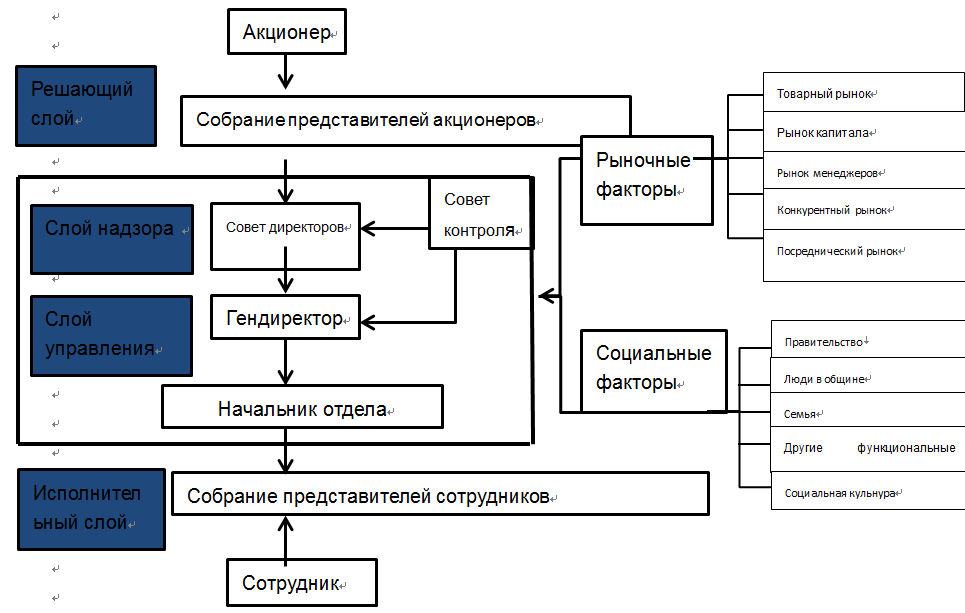 Акционер
Решающий
слой
Собрание представителей акционеров
Товарный рынок
Рынок капитала
Рынок менеджеров
Конкурентный рынок
Посреднический рынок
Рыночные
факторы
Слой надзора
Совет директоров
Совет
контроля
Слой
управления
Гендиректор
Начальник отдела
Социальные
факторы
Правительство
Люди в общине
Семья
Другие функциональные
Социальная кульнура
Исполнител
ьный слой
Собрание представителей сотрудников
Сотрудник